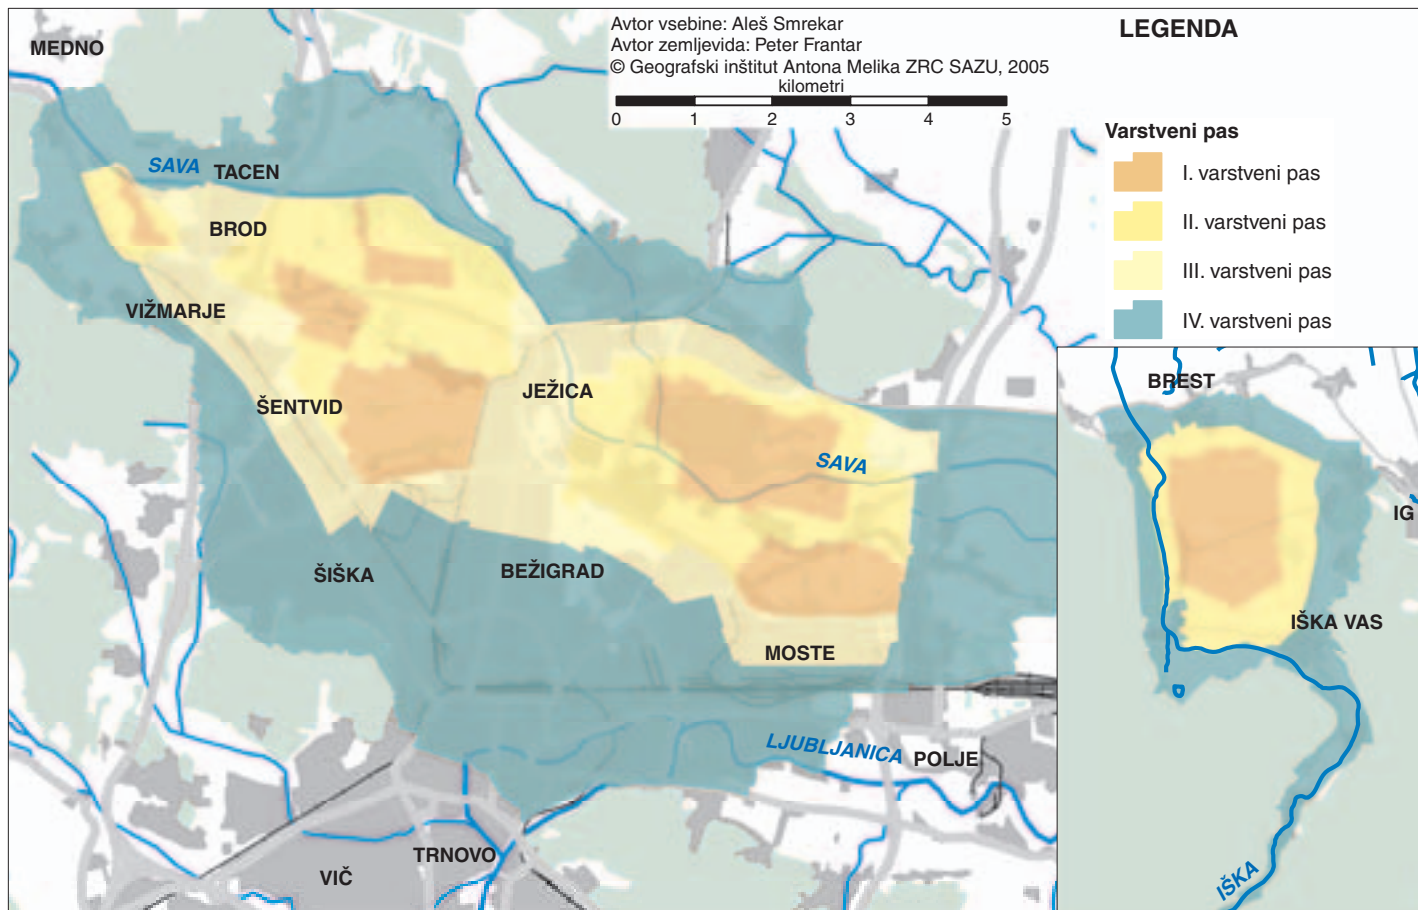 Avtor vsebine: Aleš Smrekar
Avtor zemljevida: Peter Frantar
© Geografski inštitut Antona Melika ZRC SAZU, 2005
kilometri
0 1 2 3 4 5
LEGENDA
Varstveni pas
I. varstveni pas
II. varstveni pas
III. varstveni pas
IV. varstveni pas
MEDNO
SAVA
TACEN
BROD
VIŽMARJE
ŠENTVID
JEŽICA
SAVA
ŠIŠKA
BEŽIGRAD
MOSTE
LJUBLJANICA
POLJE
TRNOVO
VIČ
BREST
IG
IŠKA VAS
IŠKA